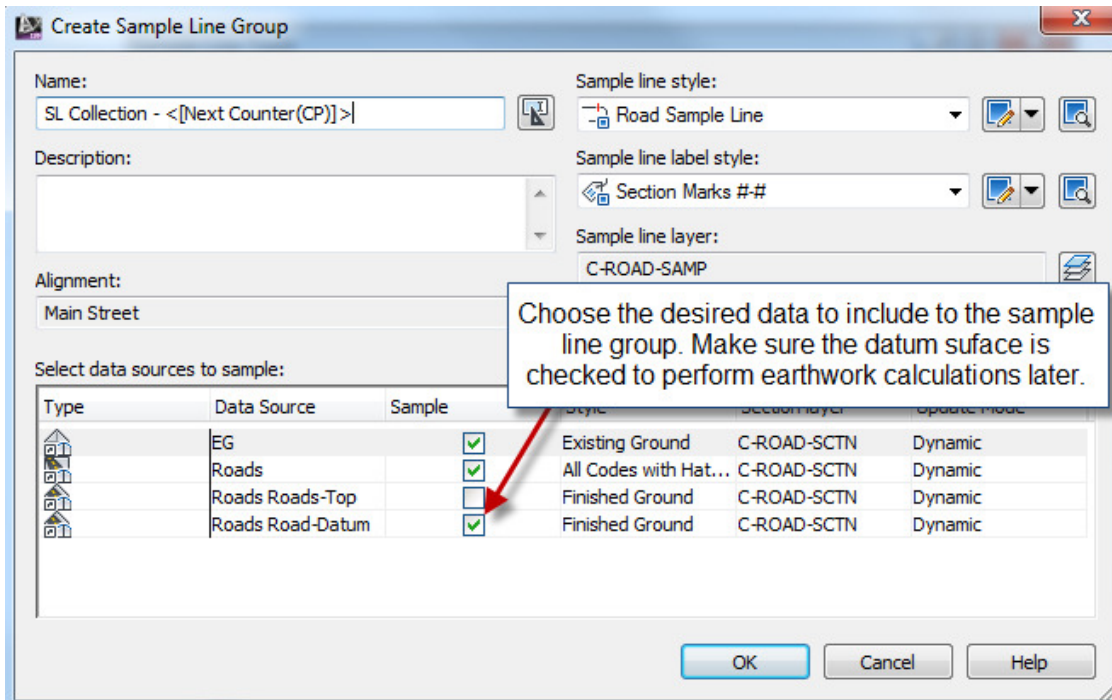 Create Sample Line Group
Name:
SL Collection - <[Next Counter(CP)]>
Description:
Alignment:
Main Street
Sample line style:
Road Sample Line
Sample line label style:
Section Marks #-#
Sample line layer:
C-ROAD-SAMP
Choose the desired data to include to the sample
line group. Make sure the datum suface is
checked to perform earthwork calculations later.
Select data sources to sample:
Type Data Source Sample Style Section layer Update Mode
EG Existing Ground C-ROAD-SCTN Dynamic
Roads All Codes with Hat... C-ROAD-SCTN Dynamic
Roads Roads-Top Finished Ground C-ROAD-SCTN Dynamic
Roads Road-Datum Finished Ground C-ROAD-SCTN Dynamic
OK Cancel Help